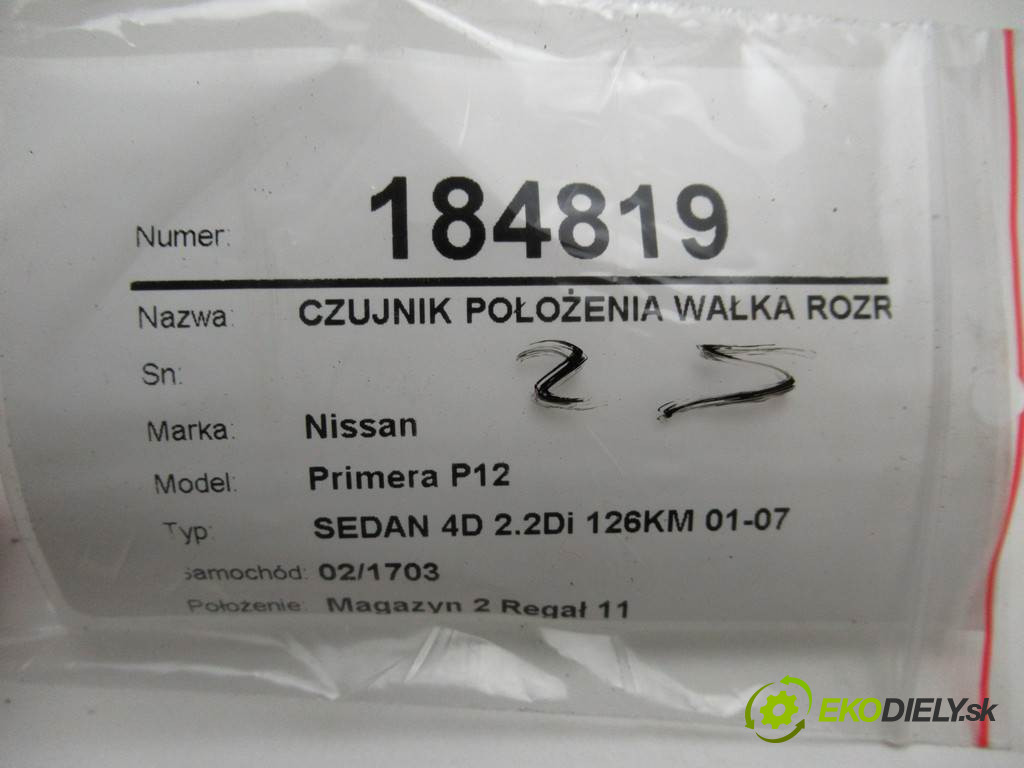 Numer: 184819
Nazwa: CZUJNIK POŁOŻENIA WAŁKA ROZR
Sn:
25
Marka: Nissan
Model: Primera P12
Typ: SEDAN 4D 2.2Di 126KM 01-07
Samochód: 02/1703
Położenie: Magazyn 2 Regał 11
EKODIELY.sk